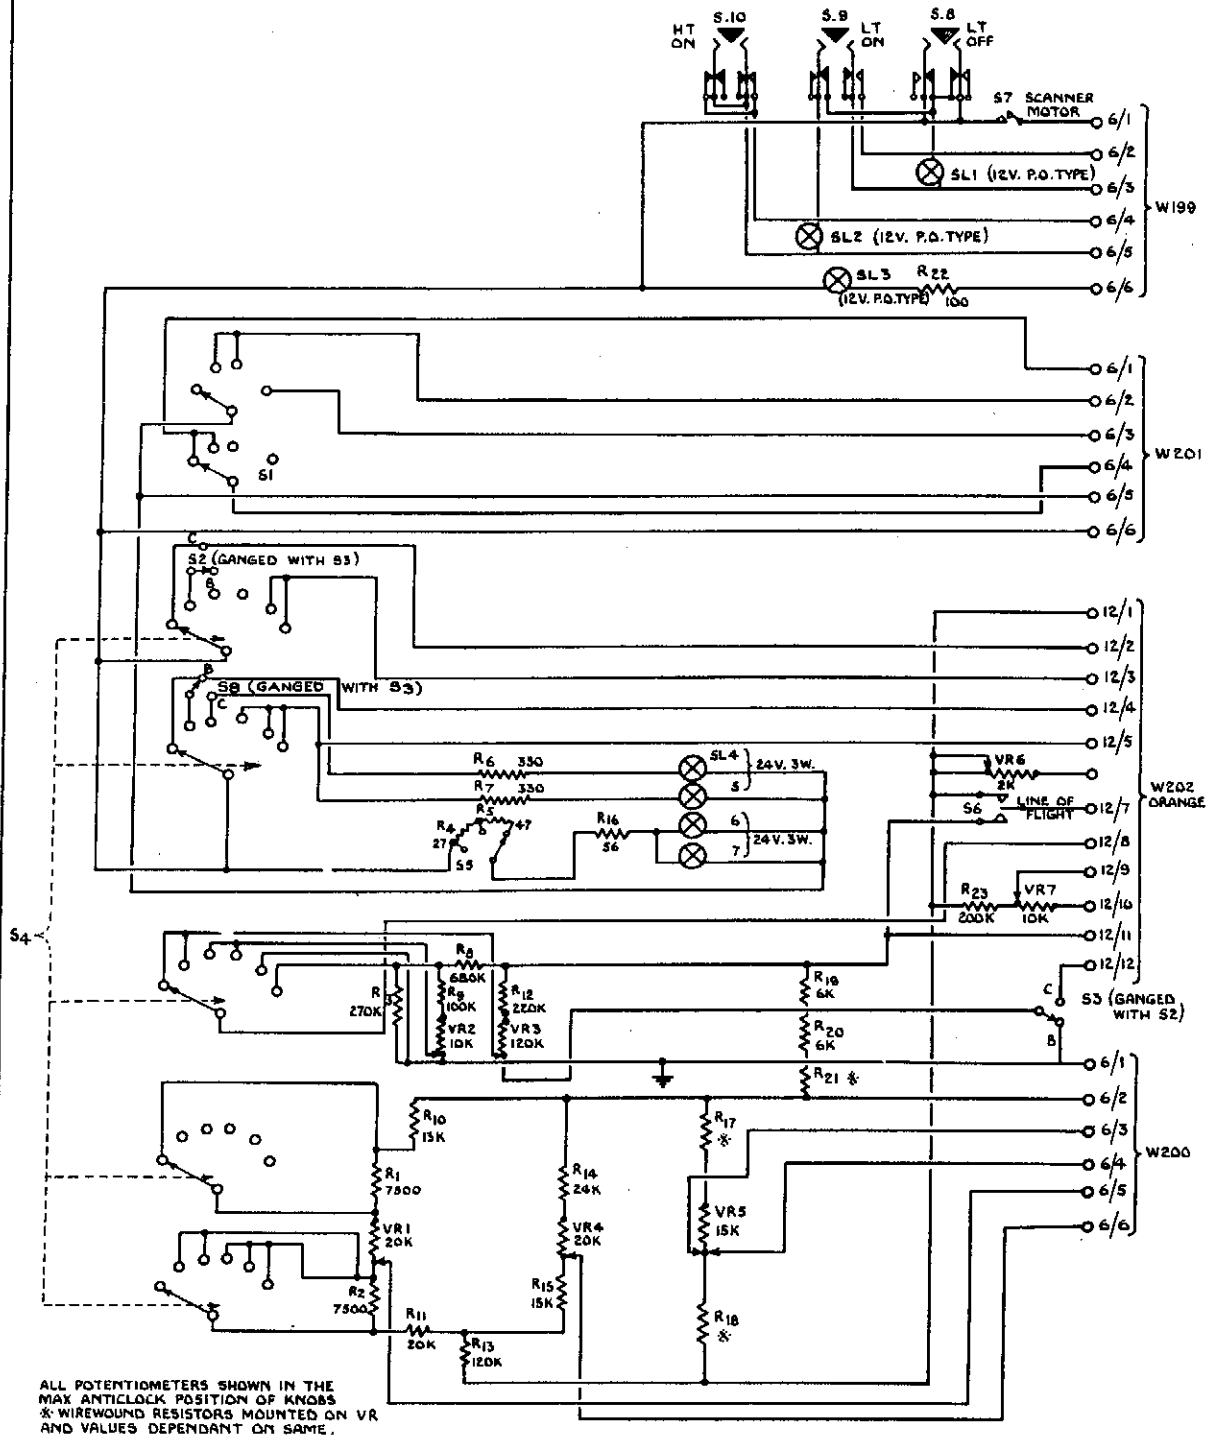 HT ON
S.10
S.9
LT ON
S.8
LT OFF
S7 SCANNER MOTOR
6/1
6/2
SL1 (12V. P.O. TYPE)
6/3
W199
6/4
SL2 (12V. P.O. TYPE)
6/5
SL3
(12V. P.O. TYPE)
R22
100
6/6
6/1
6/2
6/3
S1
6/4
W201
6/5
6/6
C
S2 (GANGED WITH S3)
B
12/1
12/2
12/3
B
S8 (GANGED WITH S3)
C
12/4
12/5
R6 330
SL4
24V. 3W.
VR6
2K
W202
ORANGE
R7 330
5
S6
LINE OF FLIGHT
12/7
R5
47
R4
27
S5
R16
56
6
24V. 3W.
7
12/8
12/9
R23
200K
VR7
10K
12/10
S4
12/11
R8
680K
12/12
R3
270K
R9
100K
VR2
10K
R12
220K
VR3
120K
R19
6K
R20
6K
R21 *
C
S3 (GANGED WITH S2)
B
6/1
6/2
R10
13K
R17
*
6/3
W200
R1
7500
R14
24K
6/4
6/5
VR1
20K
VR4
20K
VR5
15K
6/6
R2
7500
R15
15K
R11
20K
R13
120K
R18
*
ALL POTENTIOMETERS SHOWN IN THE
MAX ANTICLOCK POSITION OF KNOBS
* WIREWOUND RESISTORS MOUNTED ON VR
AND VALUES DEPENDANT ON SAME.